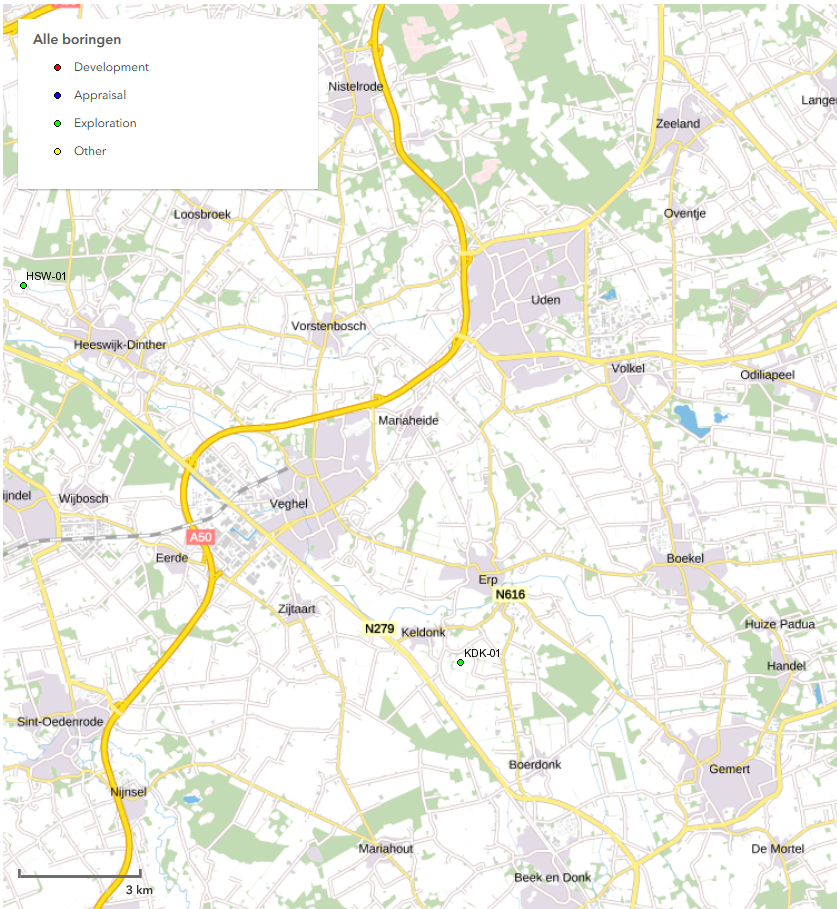 Alle boringen
Development
Appraisal
Exploration
Other
Nistelrode
Zeeland
Langen
Loosbroek
Oventje
HSW-01
Uden
Vorstenbosch
Heeswijk-Dinther
Volkel
Odiliapeel
Mariaheide
ijndel
Wijbosch
Veghel
A50
Eerde
Boekel
Erp
N616
Zijtaart
N279
Keldonk
Huize Padua
KDK-01
Handel
Sint-Oedenrode
Boerdonk
Gemert
Nijnsel
Mariahout
De Mortel
Beek en Donk
3 km